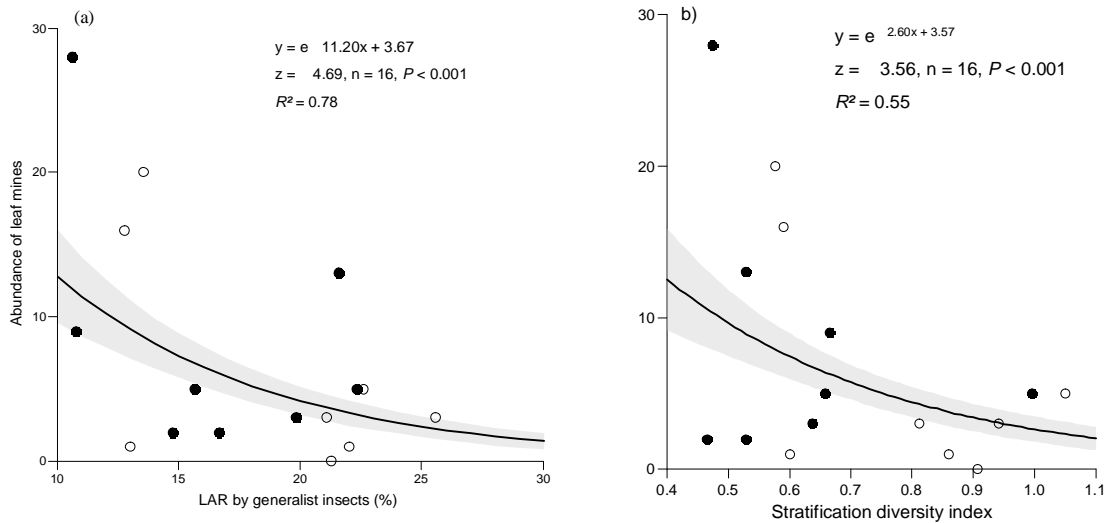 (a)
30
20
10
0
Abundance of leaf mines
y = e 11.20x + 3.67
z = 4.69, n = 16, P < 0.001
R² = 0.78
10 15 20 25 30
LAR by generalist insects (%)
b)
30
20
10
0
y = e 2.60x + 3.57
z = 3.56, n = 16, P < 0.001
R² = 0.55
0.4 0.5 0.6 0.7 0.8 0.9 1.0 1.1
Stratification diversity index